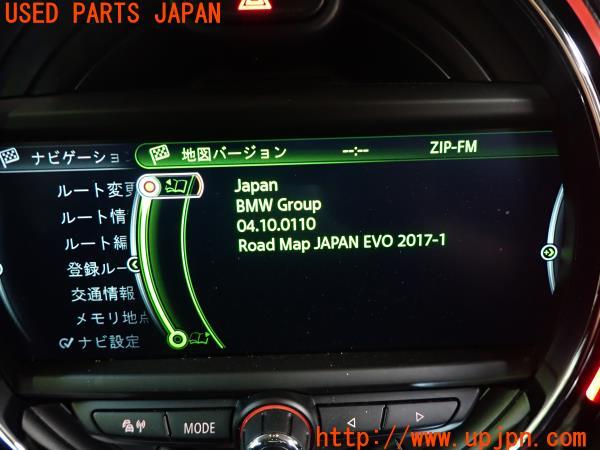 USED PARTS JAPAN
ナビゲーショ
地図バージョン
--:--
ZIP-FM
ルート変更
ルート情
ルート編
登録ルー
交通情報
メモリ地点
ナビ設定
Japan
BMW Group
04.10.0110
Road Map JAPAN EVO 2017-1
MODE
http://www.upjpn.com